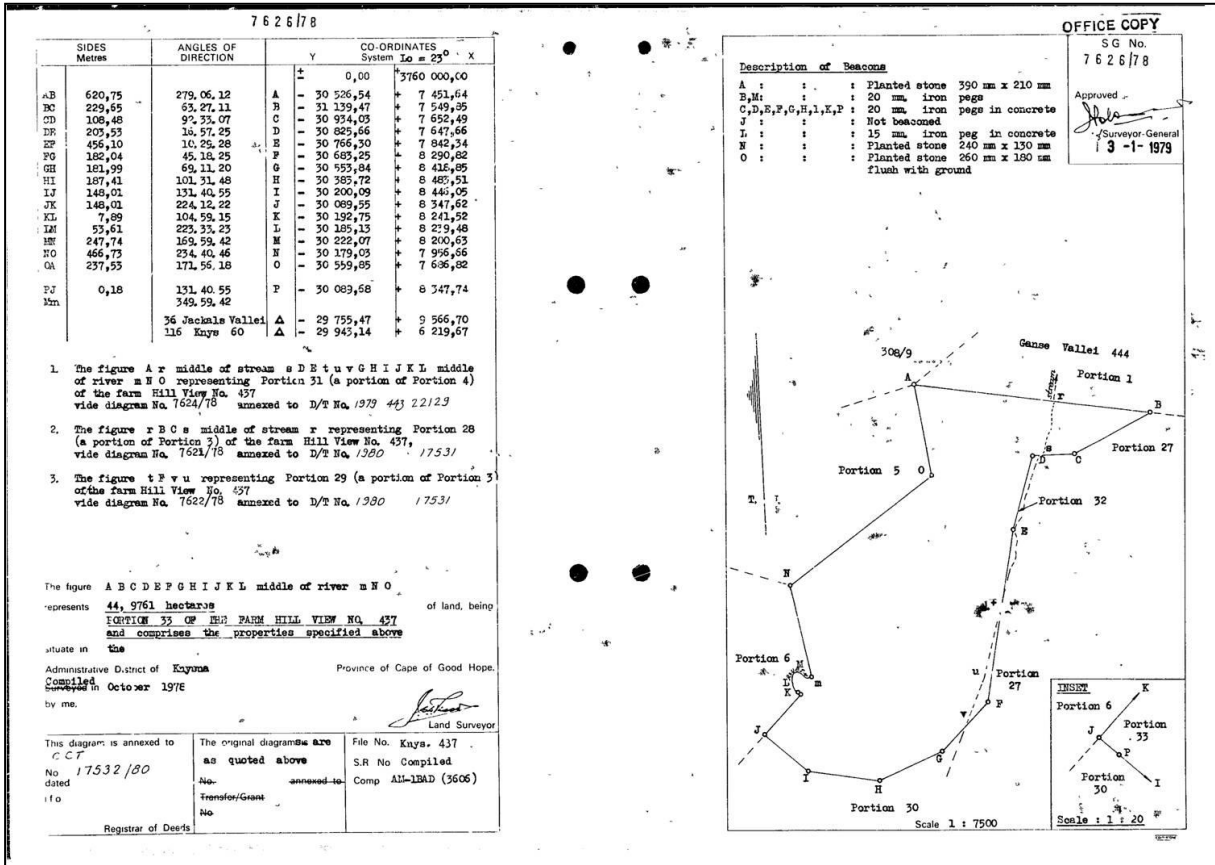 7626/78
SIDES Metres ANGLES OF DIRECTION CO-ORDINATES Y System Lo = 23° X
± 0,00 +3760 000,00
AB 620,75 279. 06. 12 A - 30 526,54 + 7 451,64
BC 229,65 63. 27. 11 B - 31 139,47 + 7 549,85
CD 108,48 92. 33. 07 C - 30 934,03 + 7 652,49
DE 203,53 16. 57. 25 D - 30 825,66 + 7 647,66
EF 456,10 10. 29. 28 E - 30 766,30 + 7 842,34
FG 182,04 45. 18. 25 F - 30 683,25 + 8 290,82
GH 181,99 69. 11. 20 G - 30 553,84 + 8 418,85
HI 187,41 101. 31. 48 H - 30 383,72 + 8 483,51
IJ 148,01 131. 40. 55 I - 30 200,09 + 8 446,05
JK 148,01 224. 12. 22 J - 30 089,55 + 8 347,62
KL 7,89 104. 59. 15 K - 30 192,75 + 8 241,52
LM 53,61 223. 33. 23 L - 30 185,13 + 8 239,48
MN 247,74 169. 59. 42 M - 30 222,07 + 8 200,63
NO 466,73 234. 40. 46 N - 30 179,03 + 7 956,66
OA 237,53 171. 56. 18 O - 30 559,85 + 7 686,82
PJ 0,18 131. 40. 55 P - 30 089,68 + 8 347,74
Mm 349. 59. 42
36 Jackals Vallei △ - 29 755,47 + 9 566,70
116 Knys 60 △ - 29 943,14 + 6 219,67
1. The figure A r middle of stream s D E t u v G H I J K L middle
of river m N O representing Portion 31 (a portion of Portion 4)
of the farm Hill View No. 437
vide diagram No. 7624/78 annexed to D/T No. 1979 443 22129
2. The figure r B C s middle of stream r representing Portion 28
(a portion of Portion 3) of the farm Hill View No. 437,
vide diagram No. 7621/78 annexed to D/T No. 1980 17531
3. The figure t F v u representing Portion 29 (a portion of Portion 3)
of the farm Hill View No. 437
vide diagram No. 7622/78 annexed to D/T No. 1980 17531
The figure A B C D E F G H I J K L middle of river m N O
represents 44, 9761 hectares of land, being
PORTION 33 OF THE FARM HILL VIEW NO. 437
and comprises the properties specified above
situate in the
Administrative District of Knysna Province of Cape of Good Hope.
Compiled
Surveyed in October 1978
by me.
Land Surveyor
This diagram is annexed to
CCT
No 17532/80
dated
i f o
Registrar of Deeds
The original diagrams are
as quoted above
No. annexed to
Transfer/Grant
No
File No. Knys. 437
S.R No Compiled
Comp AL-1BAD (3606)
OFFICE COPY
SG No.
7626/78
Approved
Surveyor-General
3 -1- 1979
Description of Beacons
A : : : Planted stone 390 mm x 210 mm
B,M: : : 20 mm. iron pegs
C,D,E,F,G,H,I,K,P : 20 mm. iron pegs in concrete
J : : : Not beaconed
L : : : 15 mm. iron peg in concrete
N : : : Planted stone 240 mm x 130 mm
O : : : Planted stone 260 mm x 180 mm
flush with ground
308/9
Ganse Vallei 444
Portion 1
A
r
B
Portion 27
s
D
C
Portion 5
O
T.
Portion 32
E
N
t
Portion 6
M
L
m
K
u
Portion
27
F
v
J
G
I
H
Portion 30
Scale 1 : 7500
INSET
K
Portion 6
J
Portion
33
P
Portion
30
I
Scale : 1 : 20